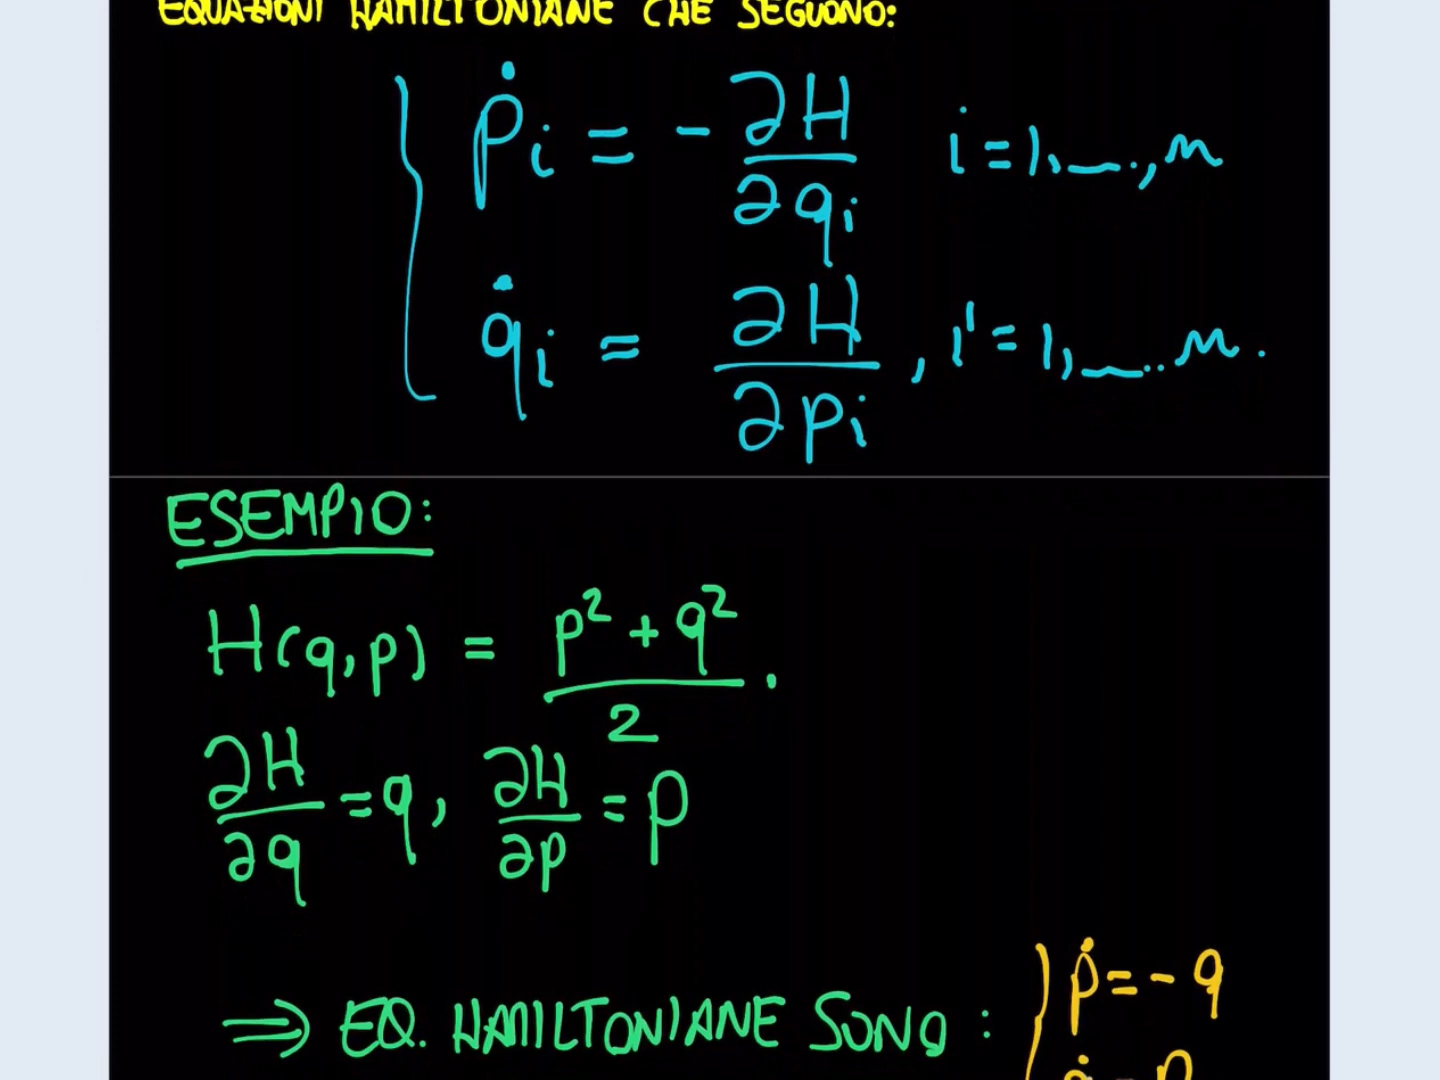 EQUAZIONI HAMILTONIANE CHE SEGUONO:
ṗi = - ∂H/∂qi i=1,...,n
q̇i = ∂H/∂pi , i=1,...n.
ESEMPIO:
H(q,p) = p²+q²/2.
∂H/∂q =q, ∂H/∂p =p
⇒ EQ. HAMILTONIANE SONO : { ṗ=-q
q̇=p